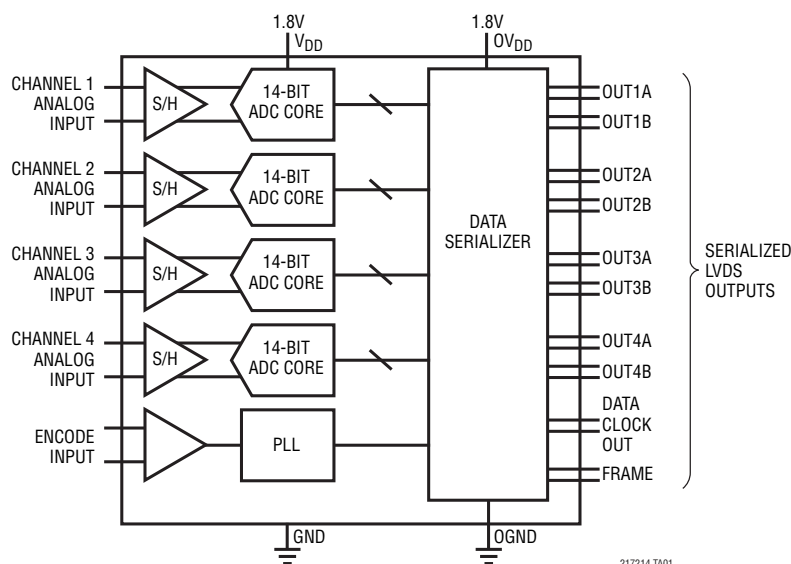 1.8V
VDD
1.8V
OVDD
CHANNEL 1
ANALOG
INPUT
S/H
14-BIT
ADC CORE
OUT1A
OUT1B
CHANNEL 2
ANALOG
INPUT
S/H
14-BIT
ADC CORE
OUT2A
OUT2B
DATA
SERIALIZER
CHANNEL 3
ANALOG
INPUT
S/H
14-BIT
ADC CORE
OUT3A
OUT3B
SERIALIZED
LVDS
OUTPUTS
CHANNEL 4
ANALOG
INPUT
S/H
14-BIT
ADC CORE
OUT4A
OUT4B
ENCODE
INPUT
PLL
DATA
CLOCK
OUT
FRAME
GND
OGND
217214 TA01